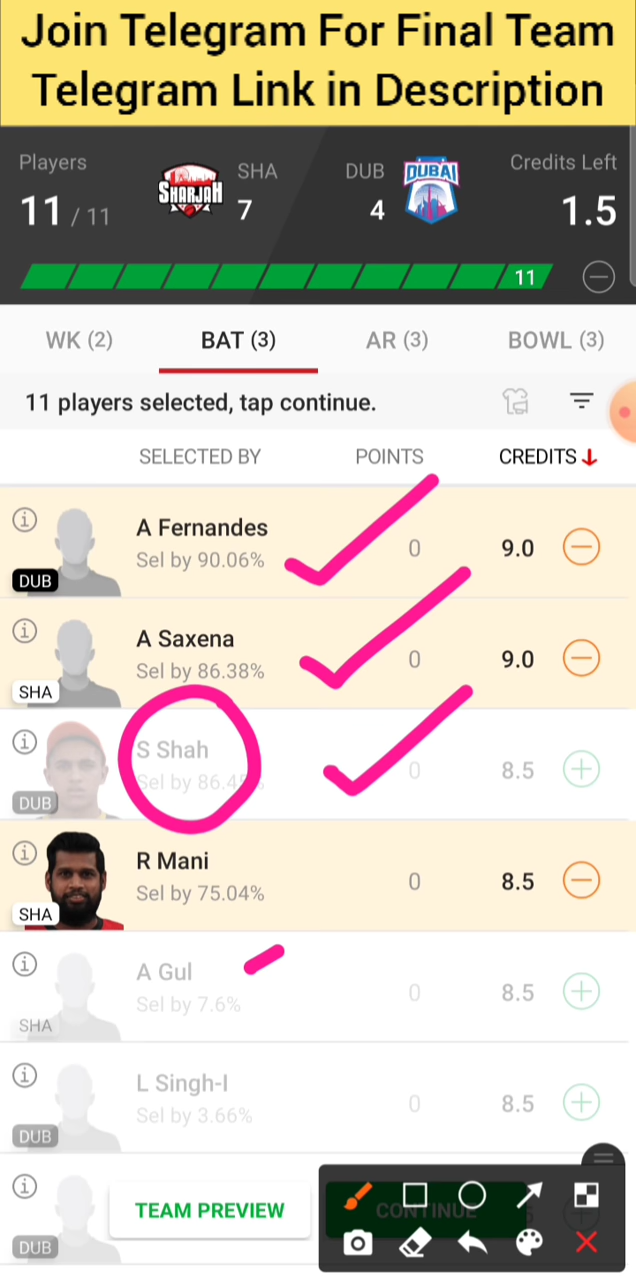 Join Telegram For Final Team
Telegram Link in Description
Players
SHA
DUB
Credits Left
11 / 11
SHARJAH
7
4
DUBAI
1.5
11
WK (2)
BAT (3)
AR (3)
BOWL (3)
11 players selected, tap continue.
SELECTED BY
POINTS
CREDITS
A Fernandes
Sel by 90.06%
0
9.0
DUB
A Saxena
Sel by 86.38%
0
9.0
SHA
S Shah
Sel by
0
8.5
DUB
R Mani
Sel by 75.04%
0
8.5
SHA
A Gul
Sel by 7.6%
0
8.5
SHA
L Singh-I
Sel by 3.66%
0
8.5
DUB
TEAM PREVIEW
CONTINUE
DUB